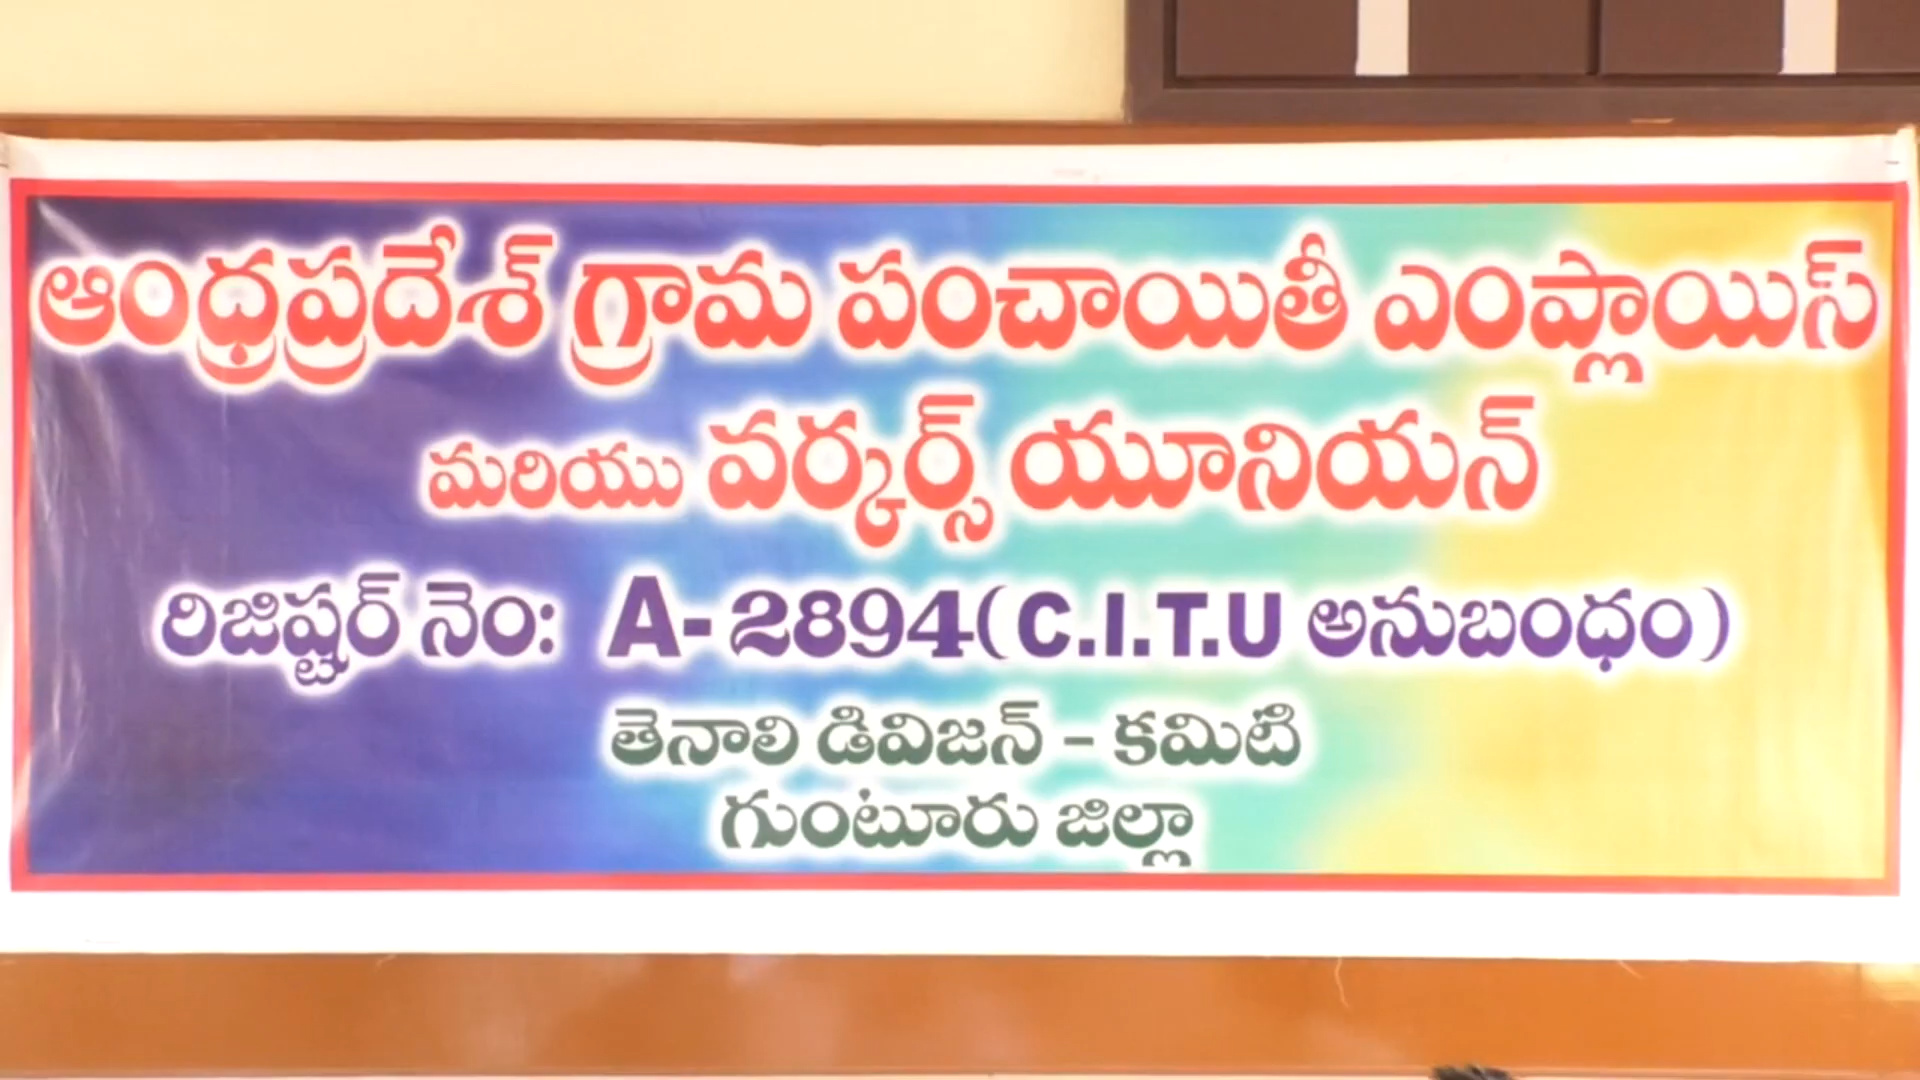 ఆంధ్రప్రదేశ్ గ్రామ పంచాయితీ ఎంప్లాయిస్
మరియు వర్కర్స్ యూనియన్
రిజిష్టర్ నెం: A-2894(C.I.T.U అనుబంధం)
తెనాలి డివిజన్ - కమిటి
గుంటూరు జిల్లా